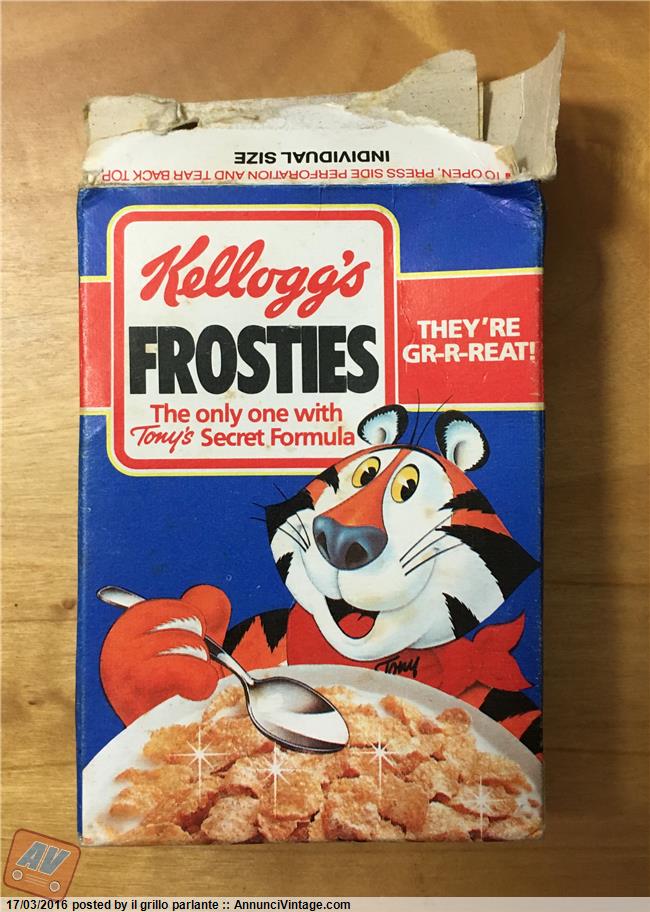 INDIVIDUAL SIZE
TO OPEN, PRESS SIDE PERFORATION AND TEAR BACK TOP.
Kellogg's
FROSTIES
The only one with
Tony's Secret Formula
THEY'RE
GR-R-REAT!
Tony
AV
17/03/2016 posted by il grillo parlante :: AnnunciVintage.com